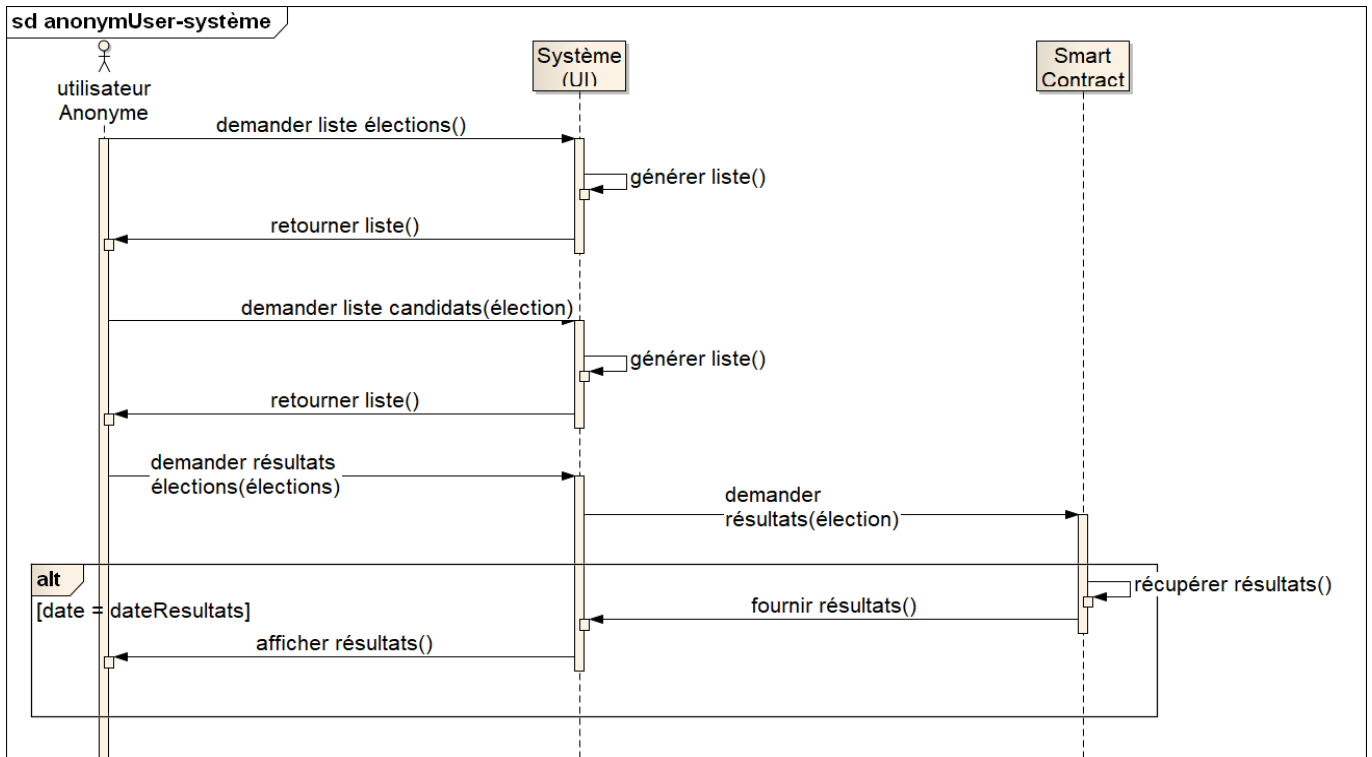 sd anonymUser-système
utilisateur
Anonyme
Système
(UI)
Smart
Contract
demander liste élections()
générer liste()
retourner liste()
demander liste candidats(élection)
générer liste()
retourner liste()
demander résultats
élections(élections)
demander
résultats(élection)
alt
[date = dateResultats]
récupérer résultats()
fournir résultats()
afficher résultats()